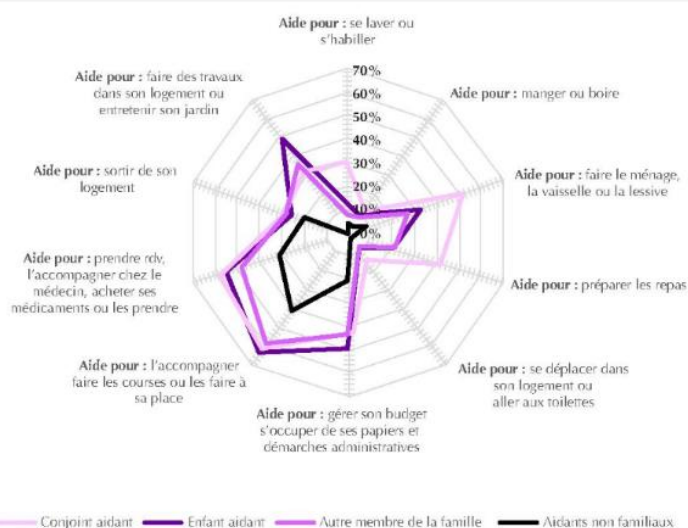 Aide pour : se laver ou
s'habiller
Aide pour : faire des travaux
dans son logement ou
entretenir son jardin
70%
60%
50%
40%
30%
20%
10%
0%
Aide pour : manger ou boire
Aide pour : sortir de son
logement
Aide pour : faire le ménage,
la vaisselle ou la lessive
Aide pour : prendre rdv,
l'accompagner chez le
médecin, acheter ses
médicaments ou les prendre
Aide pour : préparer les repas
Aide pour : l'accompagner
faire les courses ou les faire à
sa place
Aide pour : se déplacer dans
son logement ou
aller aux toilettes
Aide pour : gérer son budget
s'occuper de ses papiers et
démarches administratives
Conjoint aidant Enfant aidant Autre membre de la famille Aidants non familiaux